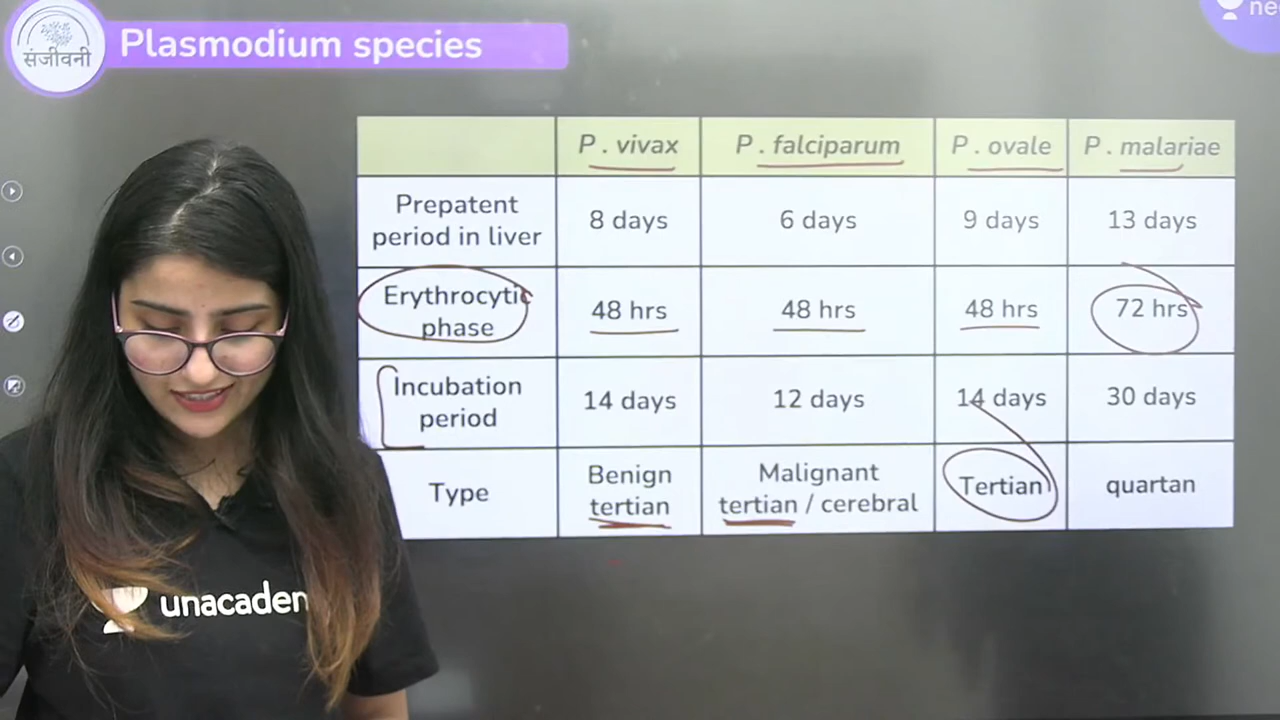 संजीवनी
Plasmodium species
P. vivax
P. falciparum
P. ovale
P. malariae
Prepatent
period in liver
8 days
6 days
9 days
13 days
Erythrocytic
phase
48 hrs
48 hrs
48 hrs
72 hrs
Incubation
period
14 days
12 days
14 days
30 days
Type
Benign
tertian
Malignant
tertian / cerebral
Tertian
quartan
unacadem